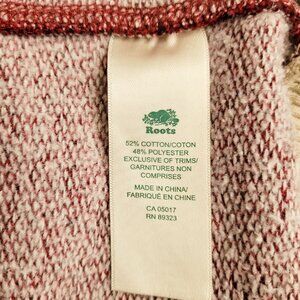 Roots
52% COTTON/COTON
48% POLYESTER
EXCLUSIVE OF TRIMS/
GARNITURES NON
COMPRISES
MADE IN CHINA/
FABRIQUÉ EN CHINE
CA 05017
RN 89323